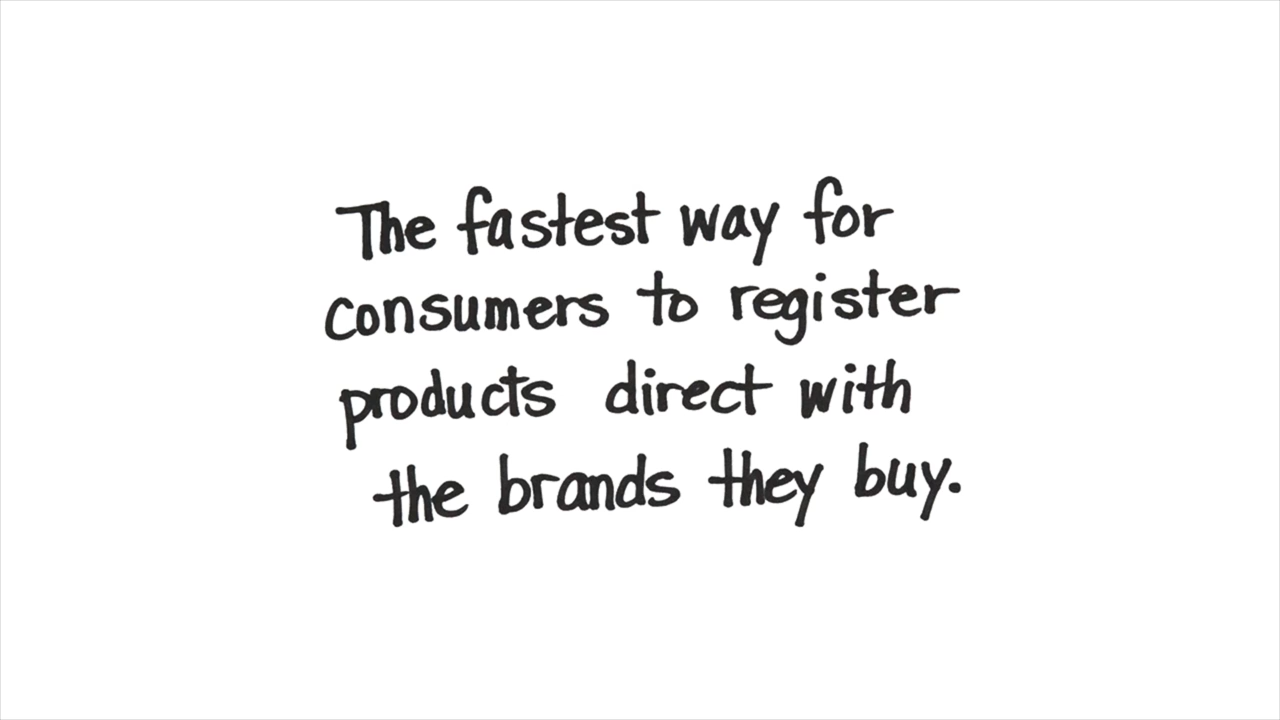 The fastest way for
consumers to register
products direct with
the brands they buy.